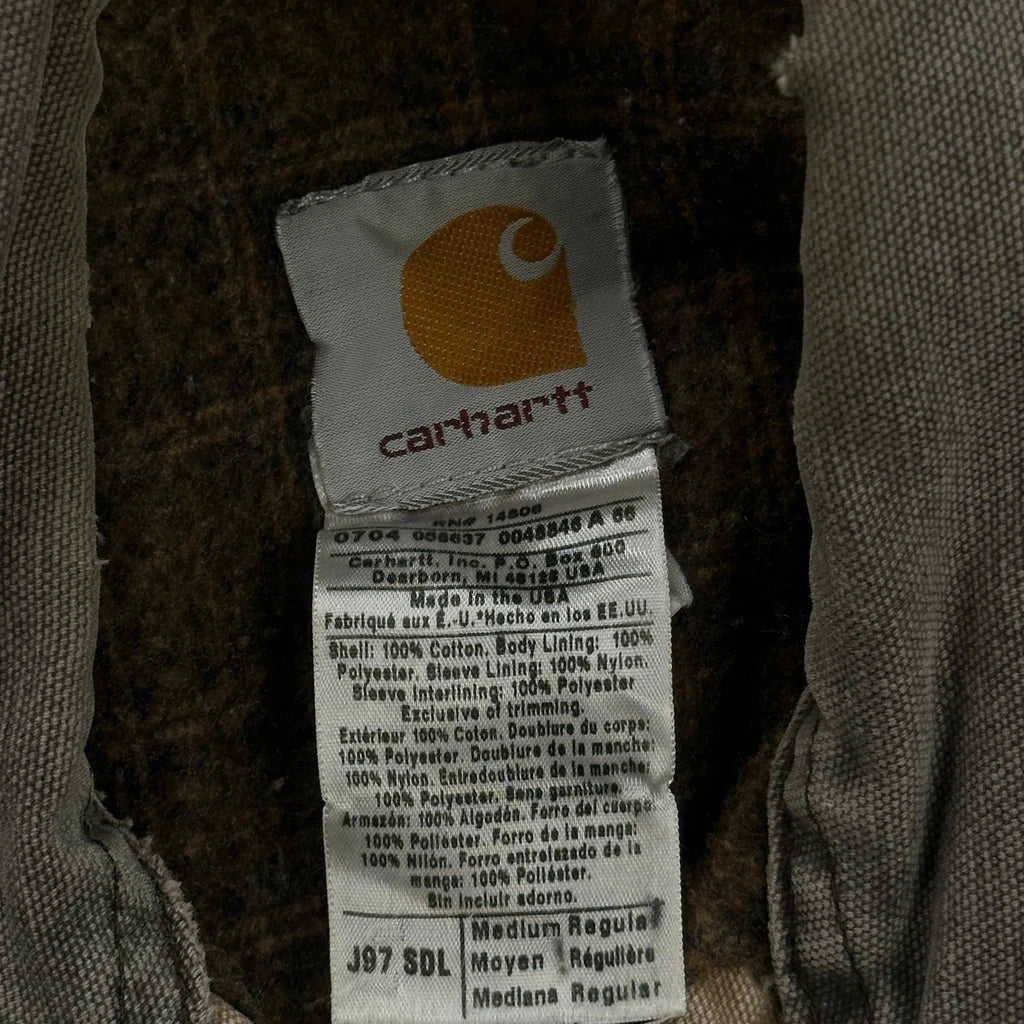 carhartt
RN# 14806
0704 056637 0048846 A 66
Carhartt, Inc. P.O. Box 600
Dearborn, MI 48126 USA
Made in the USA
Fabriqué aux É.-U.*Hecho en los EE.UU.
Shell: 100% Cotton. Body Lining: 100%
Polyester. Sleeve Lining: 100% Nylon.
Sleeve Interlining: 100% Polyester
Exclusive of trimming.
Extérieur 100% Coton. Doublure du corps:
100% Polyester. Doublure de la manche:
100% Nylon. Entredoublure de la manche:
100% Polyester. Sans garniture.
Armazón: 100% Algodón. Forro del cuerpo
100% Poliéster. Forro de la manga:
100% Nilón. Forro entrelazado de la
manga: 100% Poliéster.
Sin incluir adorno.
J97 SDL
Medium Regular
Moyen Régulière
Mediana Regular